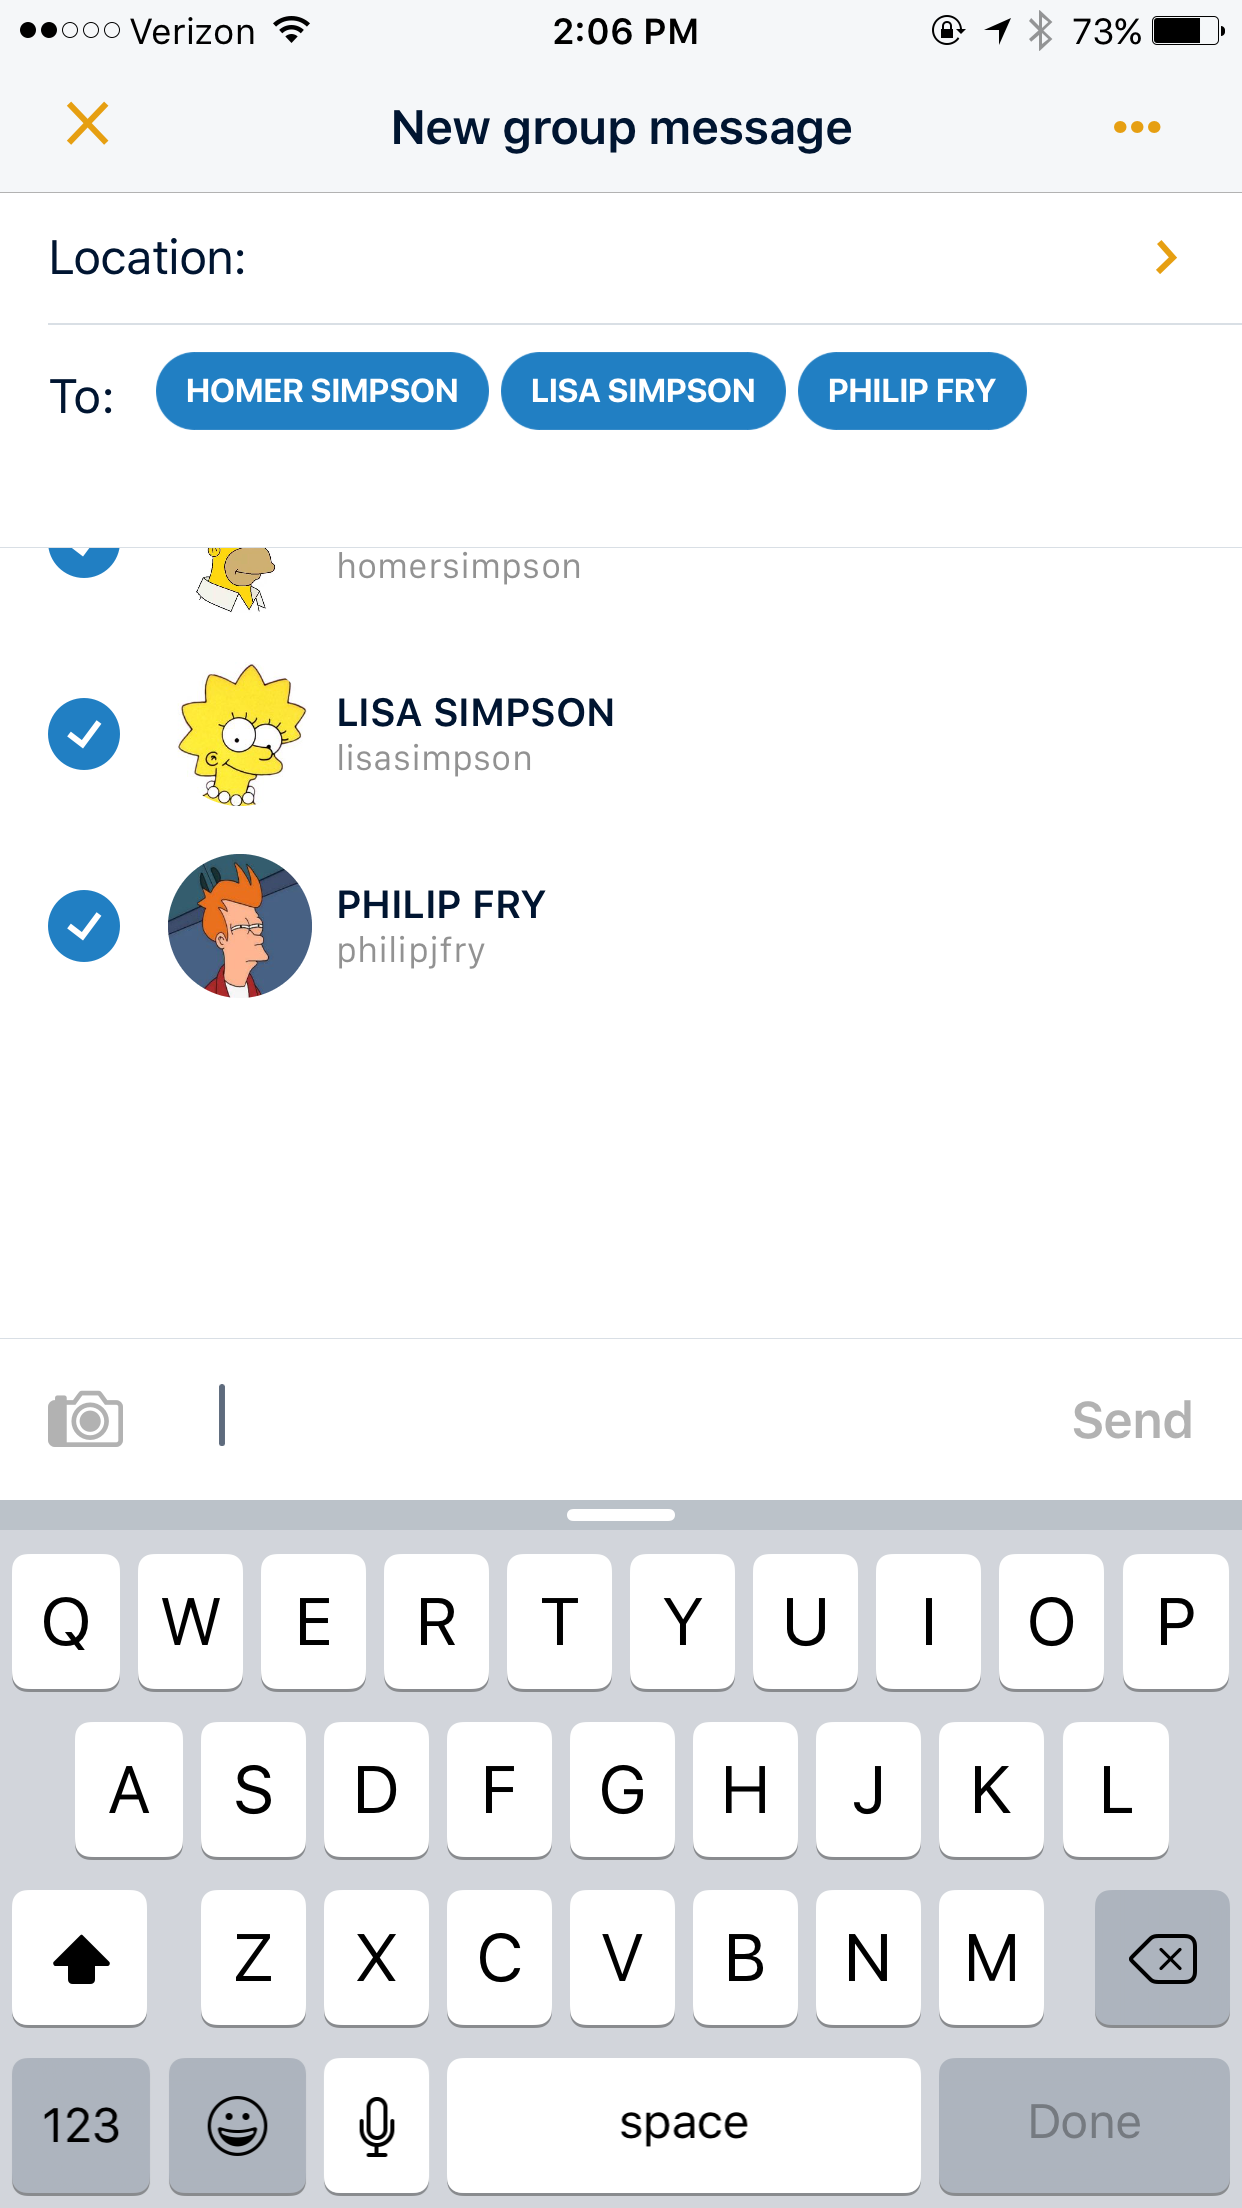 Verizon 2:06 PM 73%
New group message
Location:
To: HOMER SIMPSON LISA SIMPSON PHILIP FRY
homersimpson
LISA SIMPSON
lisasimpson
PHILIP FRY
philipjfry
Send
Q W E R T Y U I O P
A S D F G H J K L
Z X C V B N M
123 space Done